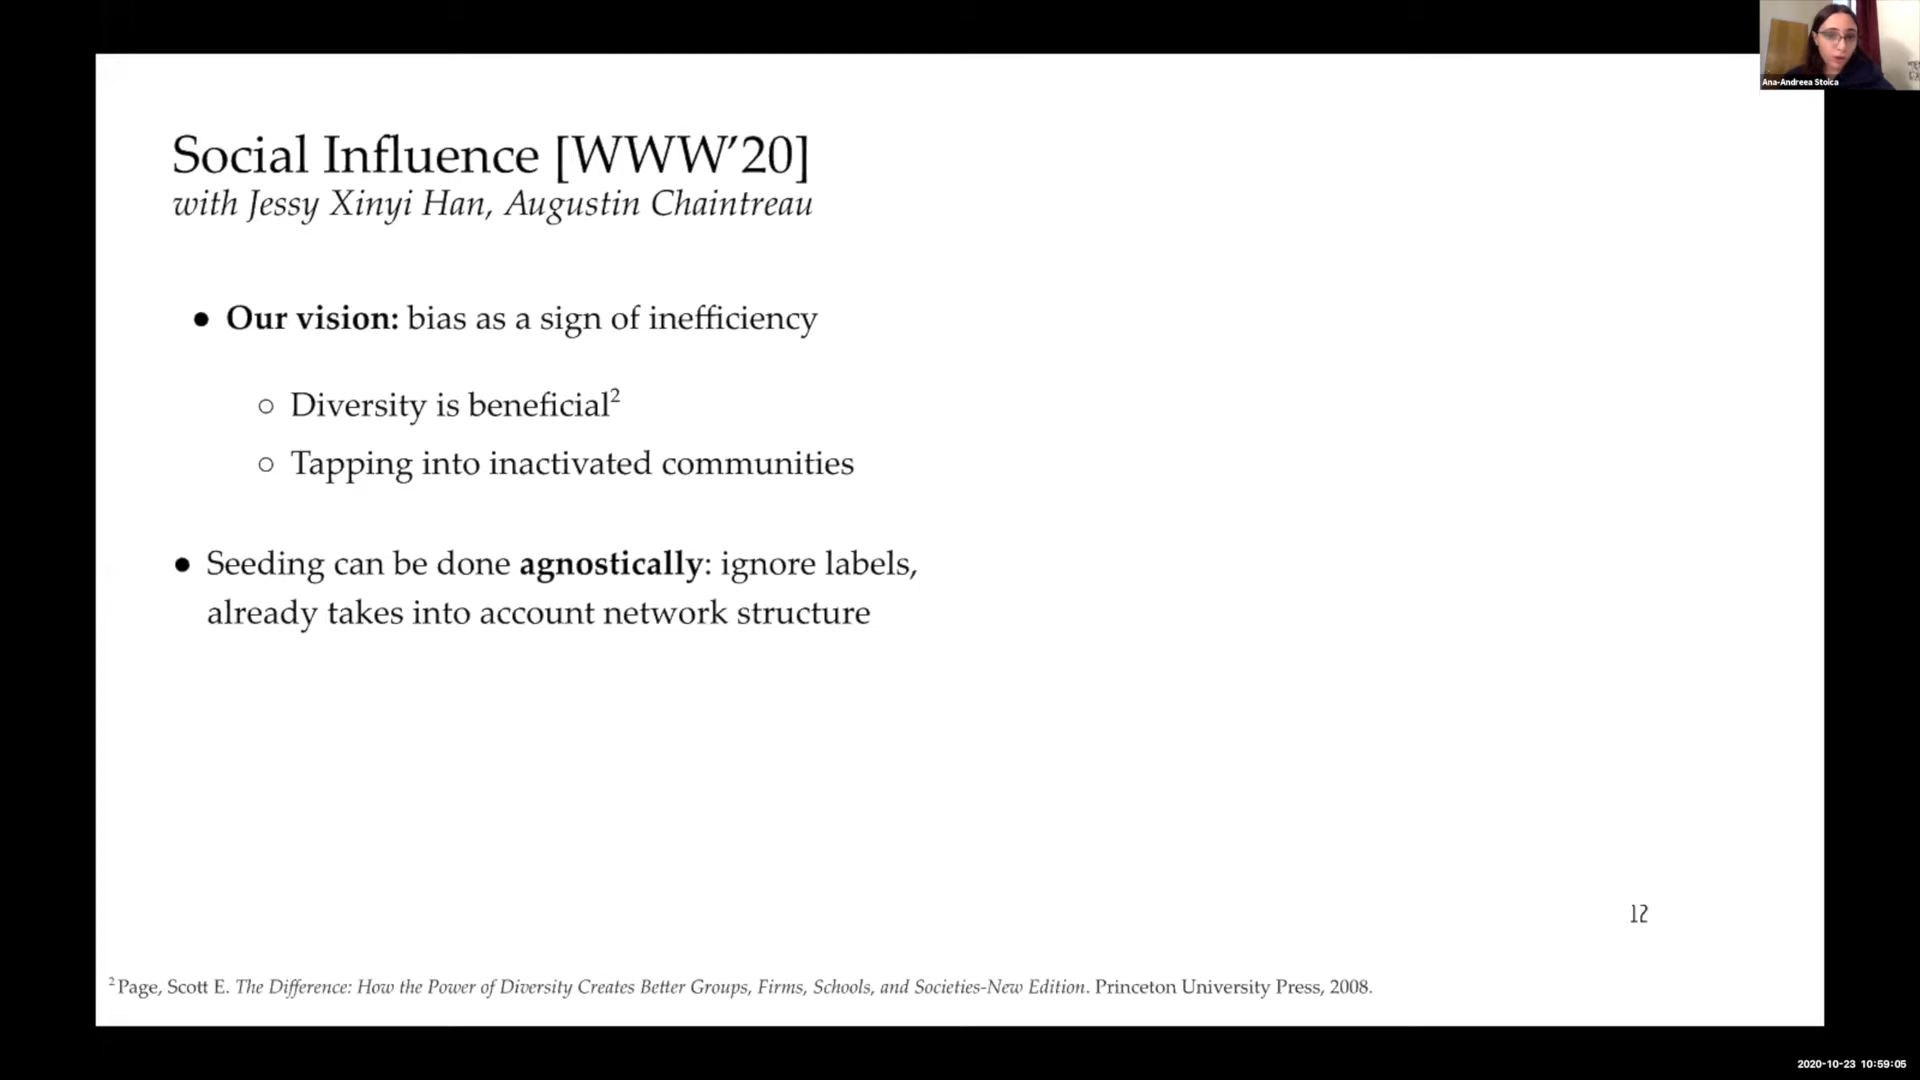 Ana-Andreea Stoica
Social Influence [WWW’20]
with Jessy Xinyi Han, Augustin Chaintreau
● Our vision: bias as a sign of inefficiency
○ Diversity is beneficial²
○ Tapping into inactivated communities
● Seeding can be done agnostically: ignore labels,
already takes into account network structure
12
² Page, Scott E. The Difference: How the Power of Diversity Creates Better Groups, Firms, Schools, and Societies-New Edition. Princeton University Press, 2008.
2020-10-23 10:59:05